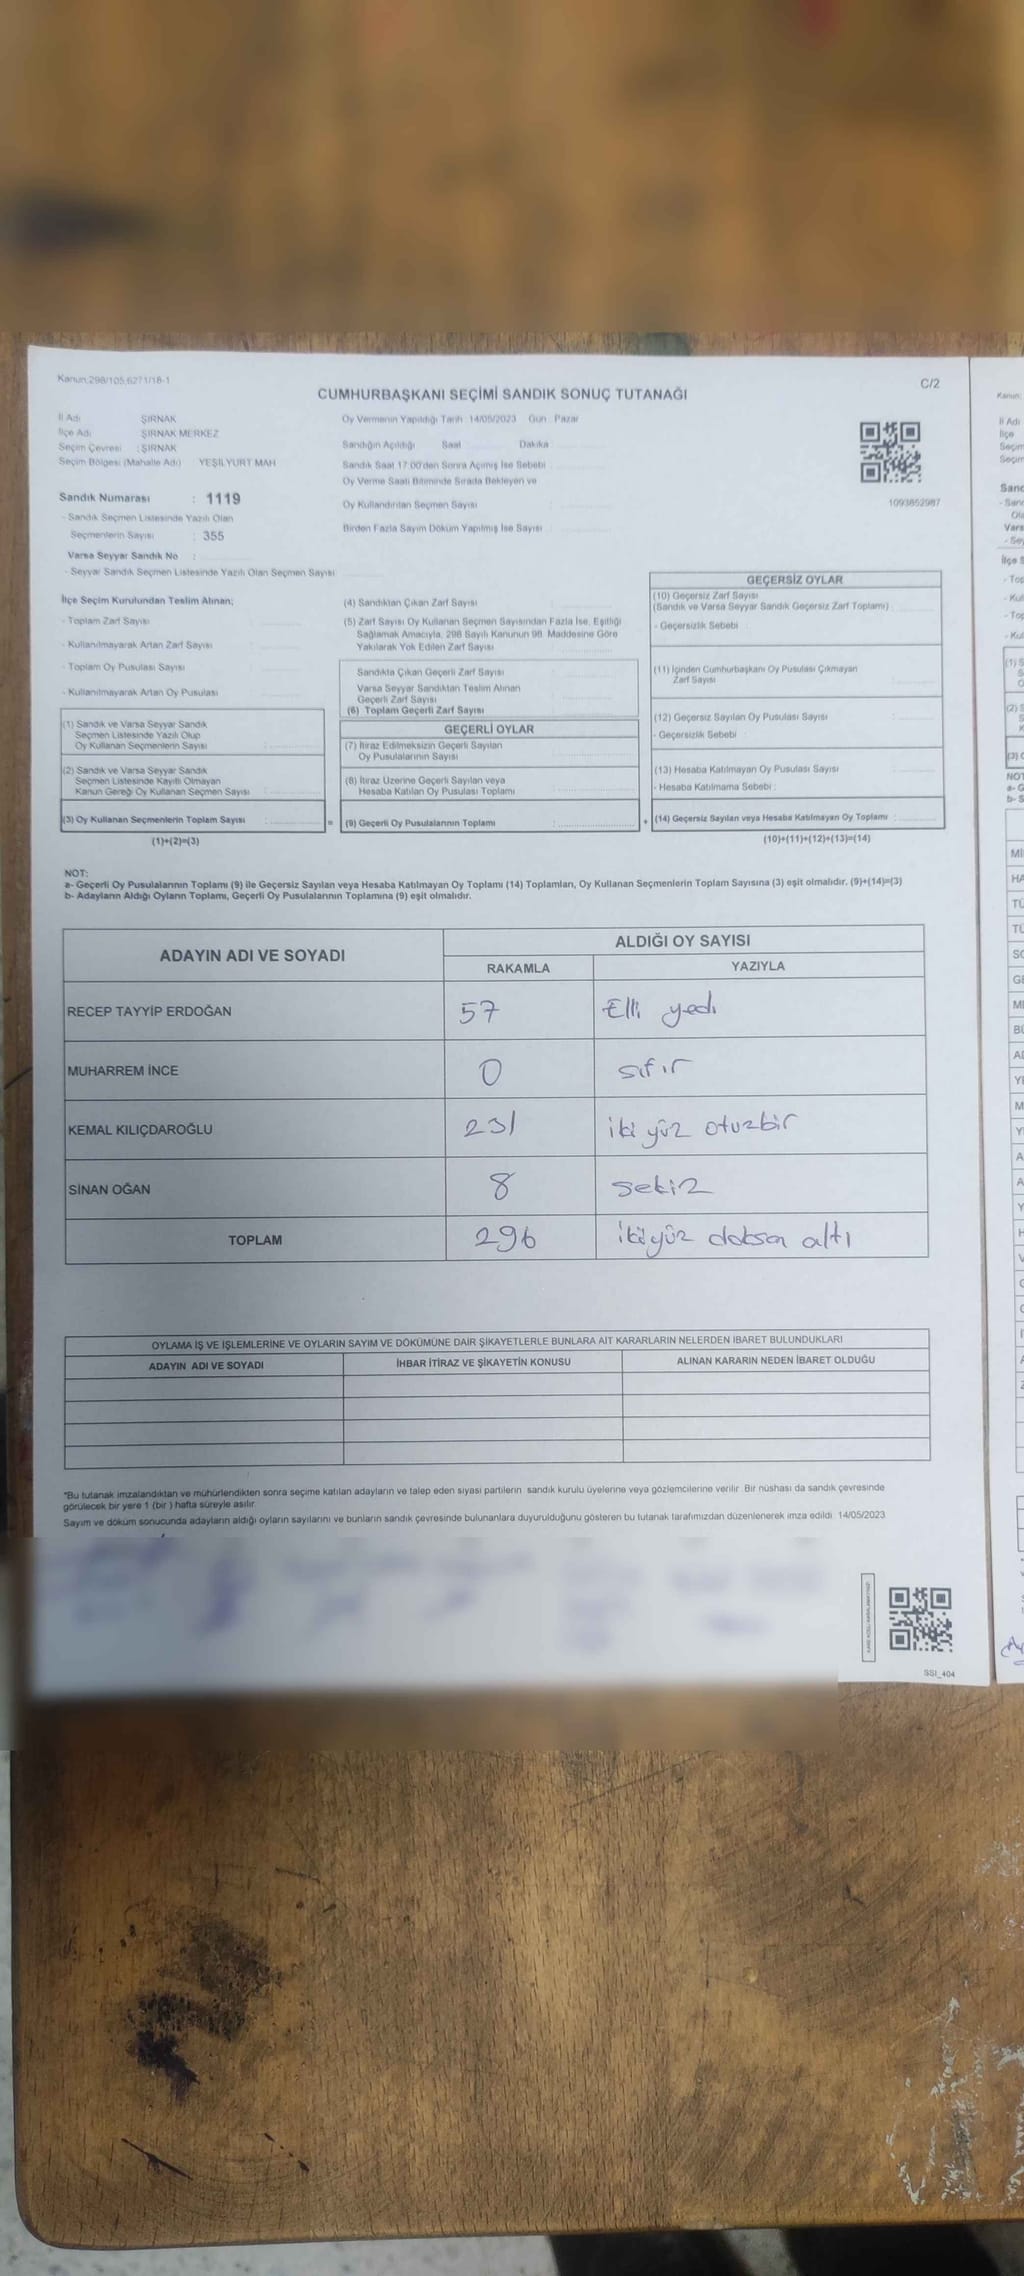 Kanun:298/105,6271/18-1
C/2
CUMHURBAŞKANI SEÇİMİ SANDIK SONUÇ TUTANAĞI
İl Adı ŞIRNAK
İlçe Adı ŞIRNAK MERKEZ
Seçim Çevresi : ŞIRNAK
Seçim Bölgesi (Mahalle Adı) YEŞİLYURT MAH
Sandık Numarası : 1119
- Sandık Seçmen Listesinde Yazılı Olan
Seçmenlerin Sayısı : 355
Varsa Seyyar Sandık No :
- Seyyar Sandık Seçmen Listesinde Yazılı Olan Seçmen Sayısı
Oy Vermenin Yapıldığı Tarih 14/05/2023 Gün : Pazar
Sandığın Açıldığı Saat Dakika
Sandık Saat 17:00'den Sonra Açılmış İse Sebebi
Oy Verme Saati Bitiminde Sırada Bekleyen ve
Oy Kullandırılan Seçmen Sayısı
Birden Fazla Sayım Döküm Yapılmış İse Sayısı
1093852987
İlçe Seçim Kurulundan Teslim Alınan;
- Toplam Zarf Sayısı
- Kullanılmayarak Artan Zarf Sayısı
- Toplam Oy Pusulası Sayısı
- Kullanılmayarak Artan Oy Pusulası
(1) Sandık ve Varsa Seyyar Sandık
Seçmen Listesinde Yazılı Olup
Oy Kullanan Seçmenlerin Sayısı :
(2) Sandık ve Varsa Seyyar Sandık
Seçmen Listesinde Kayıtlı Olmayan
Kanun Gereği Oy Kullanan Seçmen Sayısı :
(3) Oy Kullanan Seçmenlerin Toplam Sayısı :
(1)+(2)=(3)
(4) Sandıktan Çıkan Zarf Sayısı
(5) Zarf Sayısı Oy Kullanan Seçmen Sayısından Fazla İse, Eşitliği
Sağlamak Amacıyla, 298 Sayılı Kanunun 98. Maddesine Göre
Yakılarak Yok Edilen Zarf Sayısı
Sandıkta Çıkan Geçerli Zarf Sayısı
Varsa Seyyar Sandıktan Teslim Alınan
Geçerli Zarf Sayısı
(6) Toplam Geçerli Zarf Sayısı
GEÇERLİ OYLAR
(7) İtiraz Edilmeksizin Geçerli Sayılan
Oy Pusulasının Sayısı
(8) İtiraz Üzerine Geçerli Sayılan veya
Hesaba Katılan Oy Pusulası Toplamı
=
(9) Geçerli Oy Pusulalarının Toplamı :
+
GEÇERSİZ OYLAR
(10) Geçersiz Zarf Sayısı
(Sandık ve Varsa Seyyar Sandık Geçersiz Zarf Toplamı)
- Geçersizlik Sebebi :
(11) İçinden Cumhurbaşkanı Oy Pusulası Çıkmayan
Zarf Sayısı
(12) Geçersiz Sayılan Oy Pusulası Sayısı
- Geçersizlik Sebebi :
(13) Hesaba Katılmayan Oy Pusulası Sayısı
- Hesaba Katılmama Sebebi :
(14) Geçersiz Sayılan veya Hesaba Katılmayan Oy Toplamı :
(10)+(11)+(12)+(13)=(14)
NOT:
a- Geçerli Oy Pusulalarının Toplamı (9) ile Geçersiz Sayılan veya Hesaba Katılmayan Oy Toplamı (14) Toplamları, Oy Kullanan Seçmenlerin Toplam Sayısına (3) eşit olmalıdır. (9)+(14)=(3)
b- Adayların Aldığı Oyların Toplamı, Geçerli Oy Pusulalarının Toplamına (9) eşit olmalıdır.
ADAYIN ADI VE SOYADI
ALDIĞI OY SAYISI
RAKAMLA YAZIYLA
RECEP TAYYİP ERDOĞAN 57 Elli yedi
MUHARREM İNCE 0 sıfır
KEMAL KILIÇDAROĞLU 231 iki yüz otuzbir
SİNAN OĞAN 8 sekiz
TOPLAM 296 ikiyüz doksan altı
OYLAMA İŞ VE İŞLEMLERİNE VE OYLARIN SAYIM VE DÖKÜMÜNE DAİR ŞİKAYETLERLE BUNLARA AİT KARARLARIN NELERDEN İBARET BULUNDUKLARI
ADAYIN ADI VE SOYADI İHBAR İTİRAZ VE ŞİKAYETİN KONUSU ALINAN KARARIN NEDEN İBARET OLDUĞU
*Bu tutanak imzalandıktan ve mühürlendikten sonra seçime katılan adayların ve talep eden siyasi partilerin sandık kurulu üyelerine veya gözlemcilerine verilir. Bir nüshası da sandık çevresinde
görülecek bir yere 1 (bir ) hafta süreyle asılır.
Sayım ve döküm sonucunda adayların aldığı oyların sayılarını ve bunların sandık çevresinde bulunanlara duyurulduğunu gösteren bu tutanak tarafımızdan düzenlenerek imza edildi. 14/05/2023
SSI_404